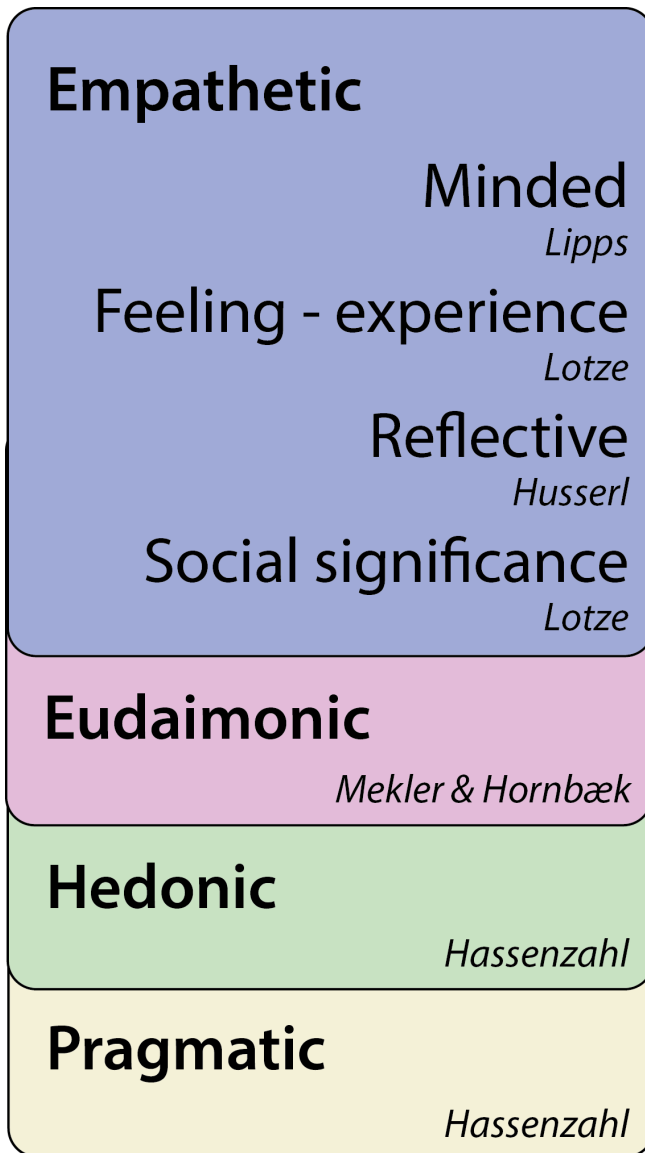 Empathetic
Minded
Lipps
Feeling - experience
Lotze
Reflective
Husserl
Social significance
Lotze
Eudaimonic
Mekler & Hornbæk
Hedonic
Hassenzahl
Pragmatic
Hassenzahl